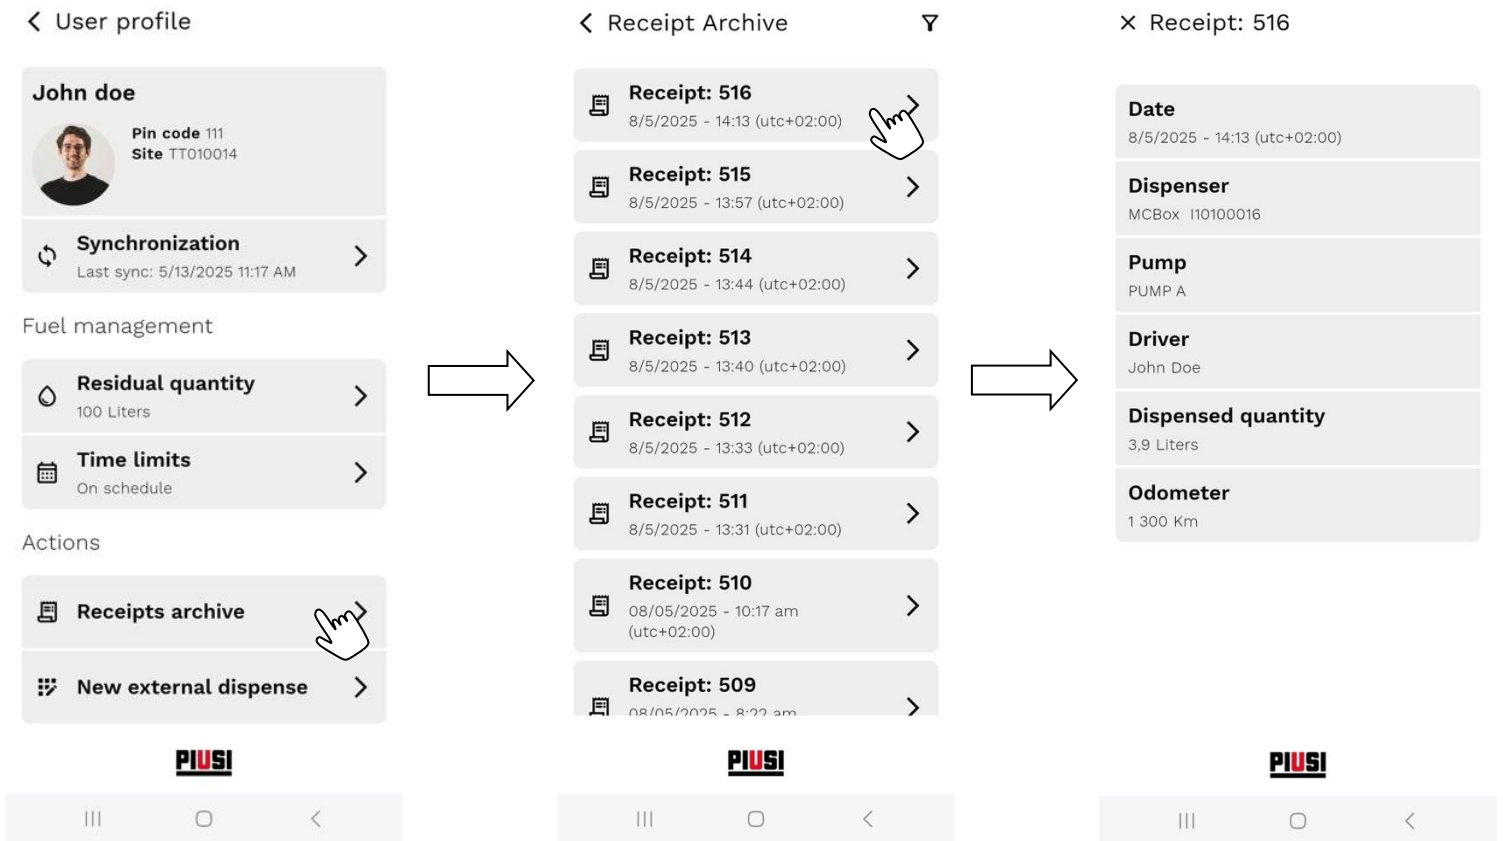 User profile
John doe
Pin code 111
Site TT010014
Synchronization
Last sync: 5/13/2025 11:17 AM
Fuel management
Residual quantity
100 Liters
Time limits
On schedule
Actions
Receipts archive
New external dispense
PIUSI
Receipt Archive
Receipt: 516
8/5/2025 - 14:13 (utc+02:00)
Receipt: 515
8/5/2025 - 13:57 (utc+02:00)
Receipt: 514
8/5/2025 - 13:44 (utc+02:00)
Receipt: 513
8/5/2025 - 13:40 (utc+02:00)
Receipt: 512
8/5/2025 - 13:33 (utc+02:00)
Receipt: 511
8/5/2025 - 13:31 (utc+02:00)
Receipt: 510
08/05/2025 - 10:17 am
(utc+02:00)
Receipt: 509
08/05/2025 - 8:22 am
PIUSI
Receipt: 516
Date
8/5/2025 - 14:13 (utc+02:00)
Dispenser
MCBox I10100016
Pump
PUMP A
Driver
John Doe
Dispensed quantity
3,9 Liters
Odometer
1 300 Km
PIUSI